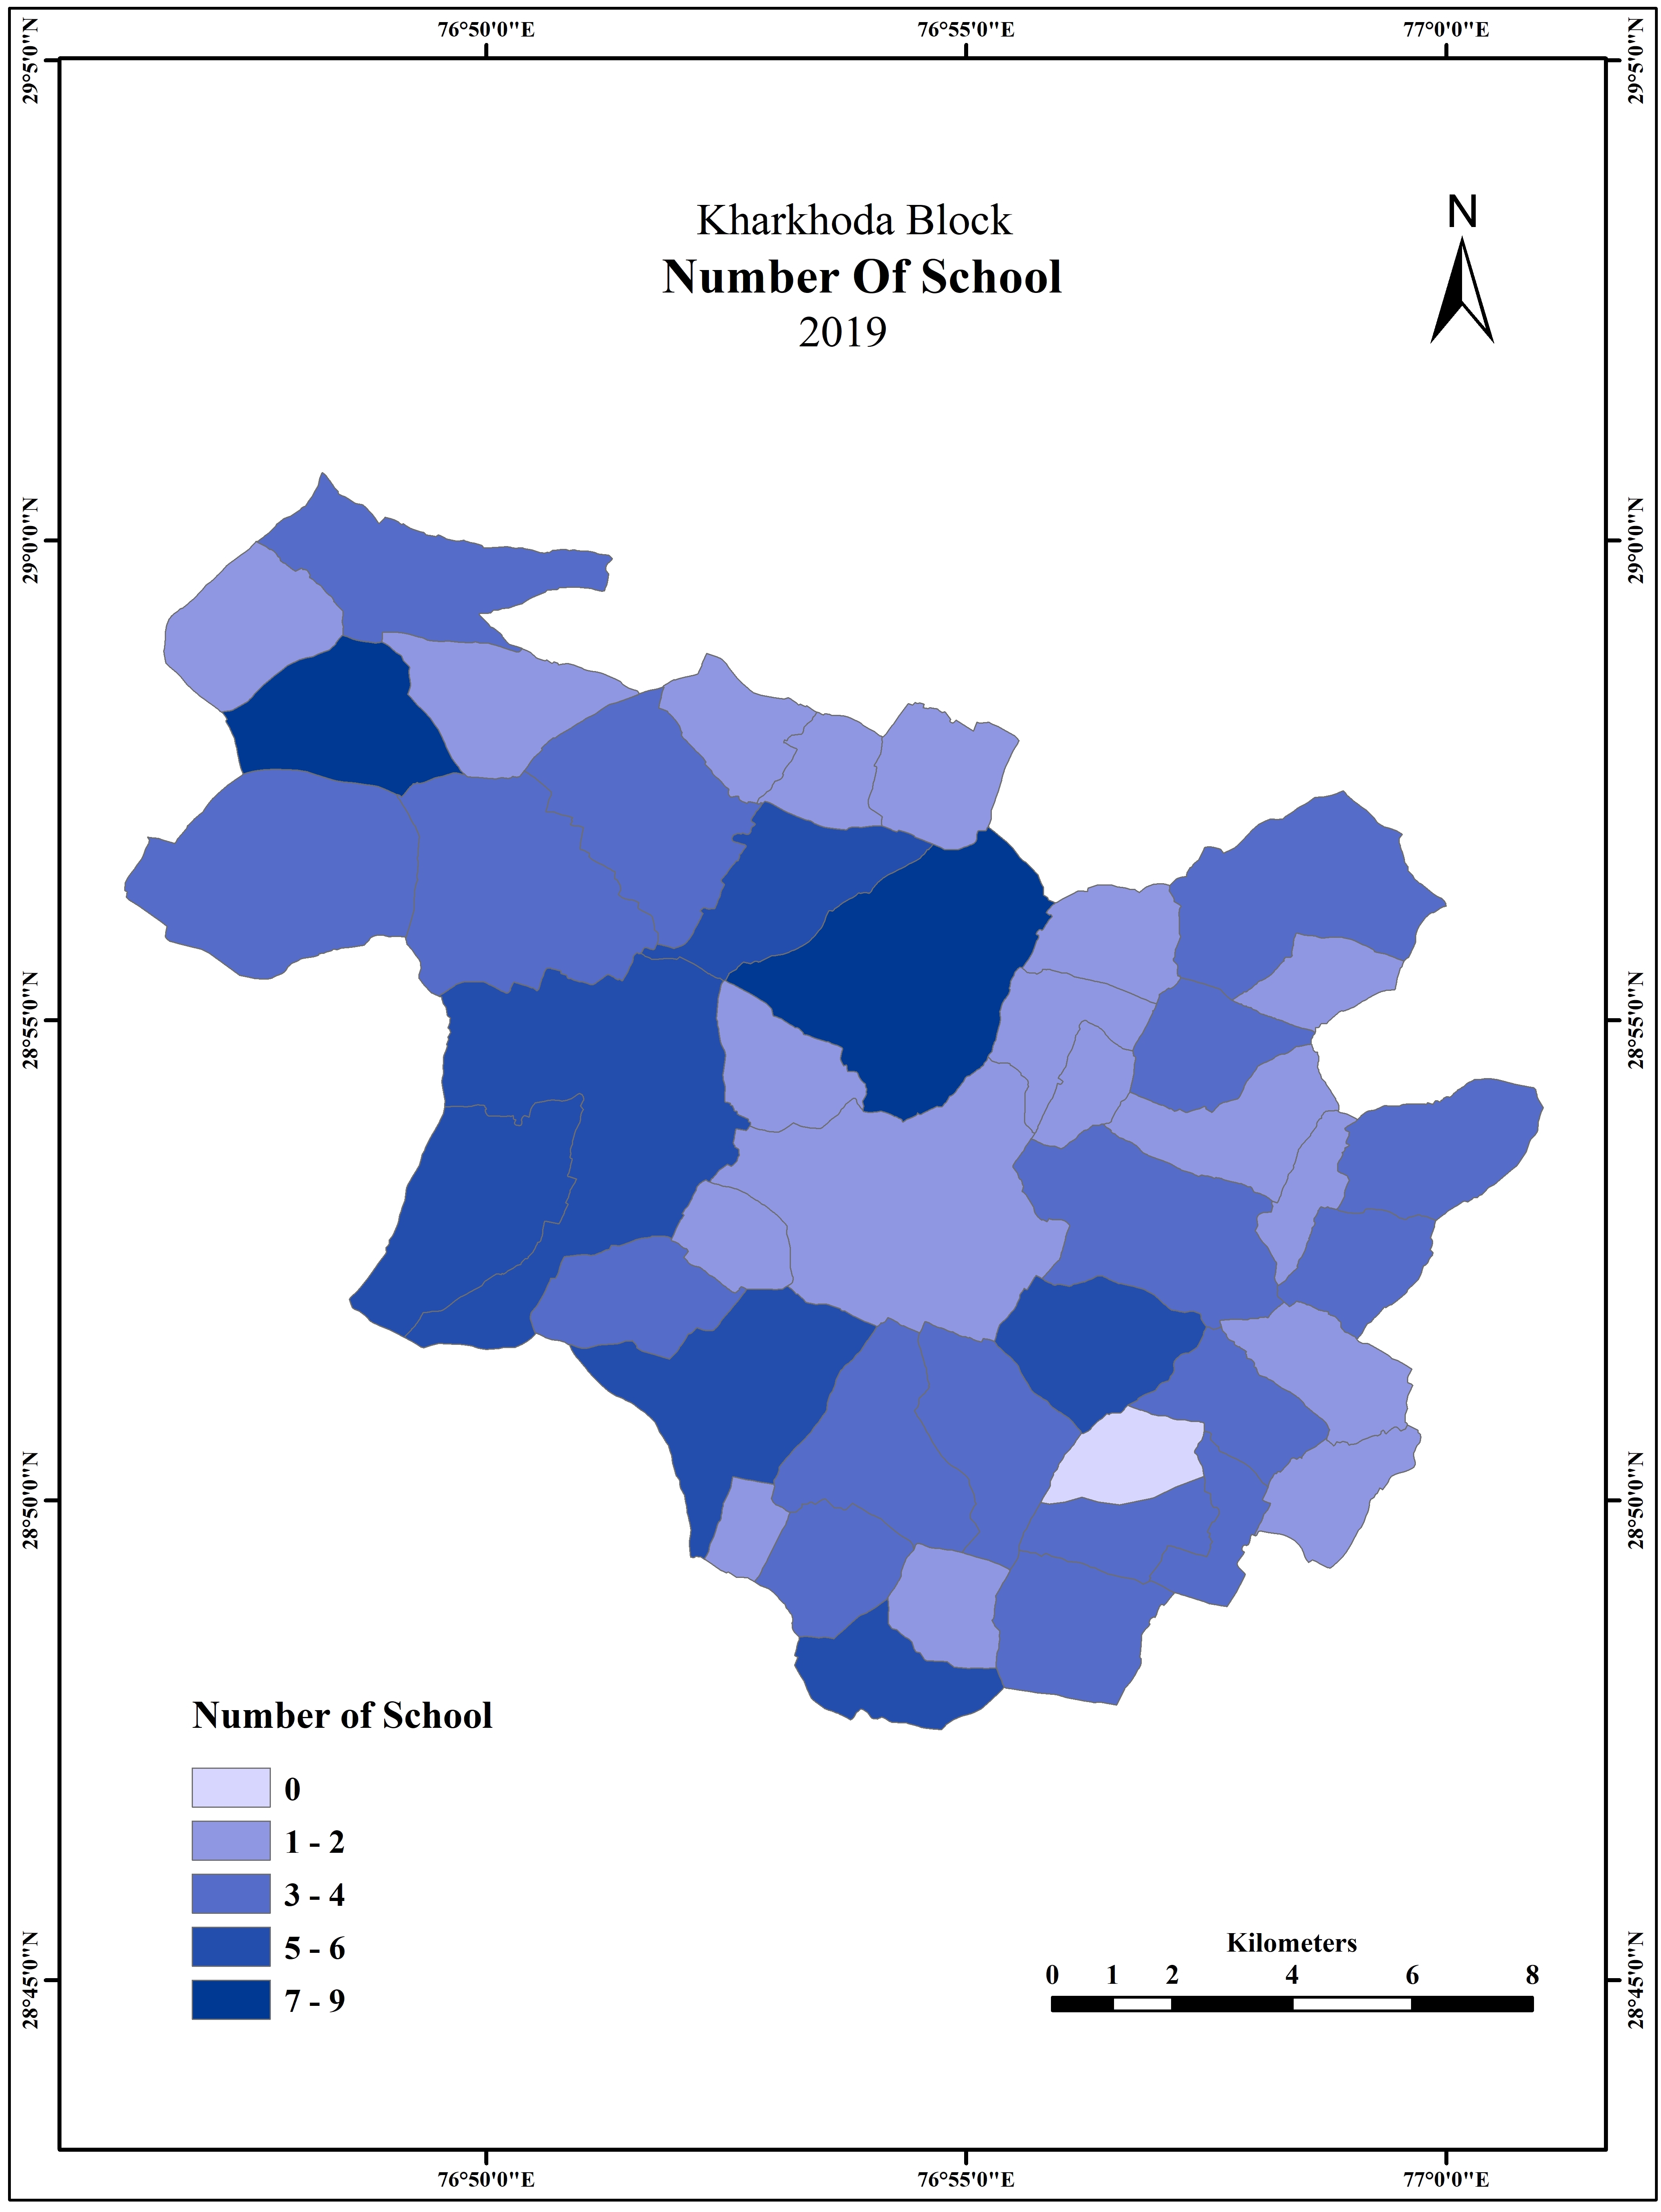 76°50'0"E 76°55'0"E 77°0'0"E
29°5'0"N 29°5'0"N
Kharkhoda Block
N
Number Of School
2019
29°0'0"N 29°0'0"N
28°55'0"N 28°55'0"N
28°50'0"N 28°50'0"N
Number of School
0
1 - 2
3 - 4
5 - 6
7 - 9
Kilometers
0 1 2 4 6 8
28°45'0"N 28°45'0"N
76°50'0"E 76°55'0"E 77°0'0"E